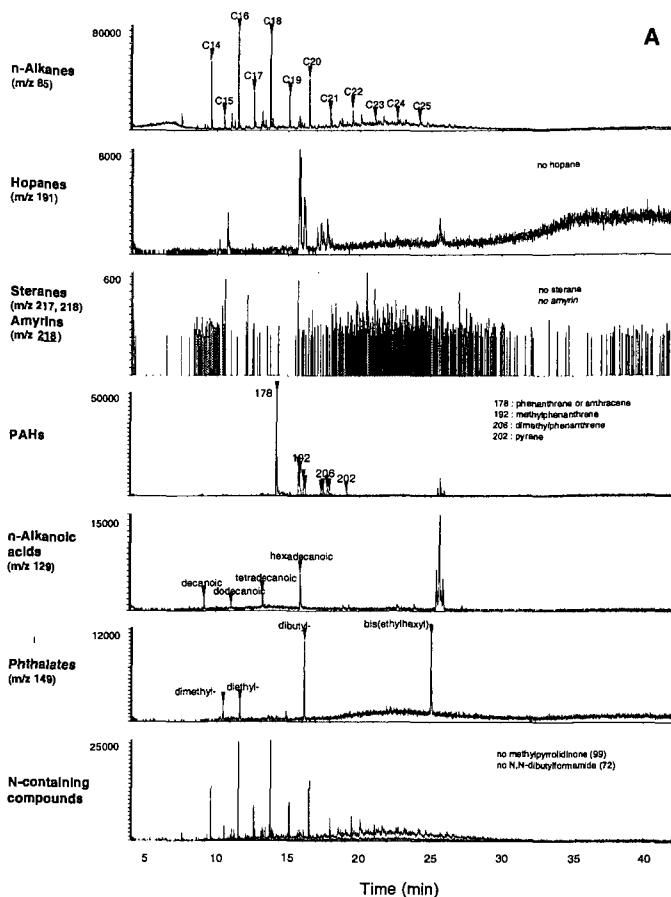 A
80000
n-Alkanes
(m/z 85)
C14
C15
C16
C17
C18
C19
C20
C21
C22
C23
C24
C25
8000
Hopanes
(m/z 191)
no hopane
600
Steranes
(m/z 217, 218)
Amyrins
(m/z 218)
no sterane
no amyrin
50000
PAHs
178
192
206
202
178 : phenanthrene or anthracene
192 : methylphenanthrene
206 : dimethylphenanthrene
202 : pyrene
15000
n-Alkanoic
acids
(m/z 129)
decanoic
dodecanoic
tetradecanoic
hexadecanoic
12000
Phthalates
(m/z 149)
dimethyl-
diethyl-
dibutyl-
bis(ethylhexyl)
25000
N-containing
compounds
no methylpyrrolidinone (99)
no N,N-dibutylformamide (72)
5 10 15 20 25 30 35 40
Time (min)